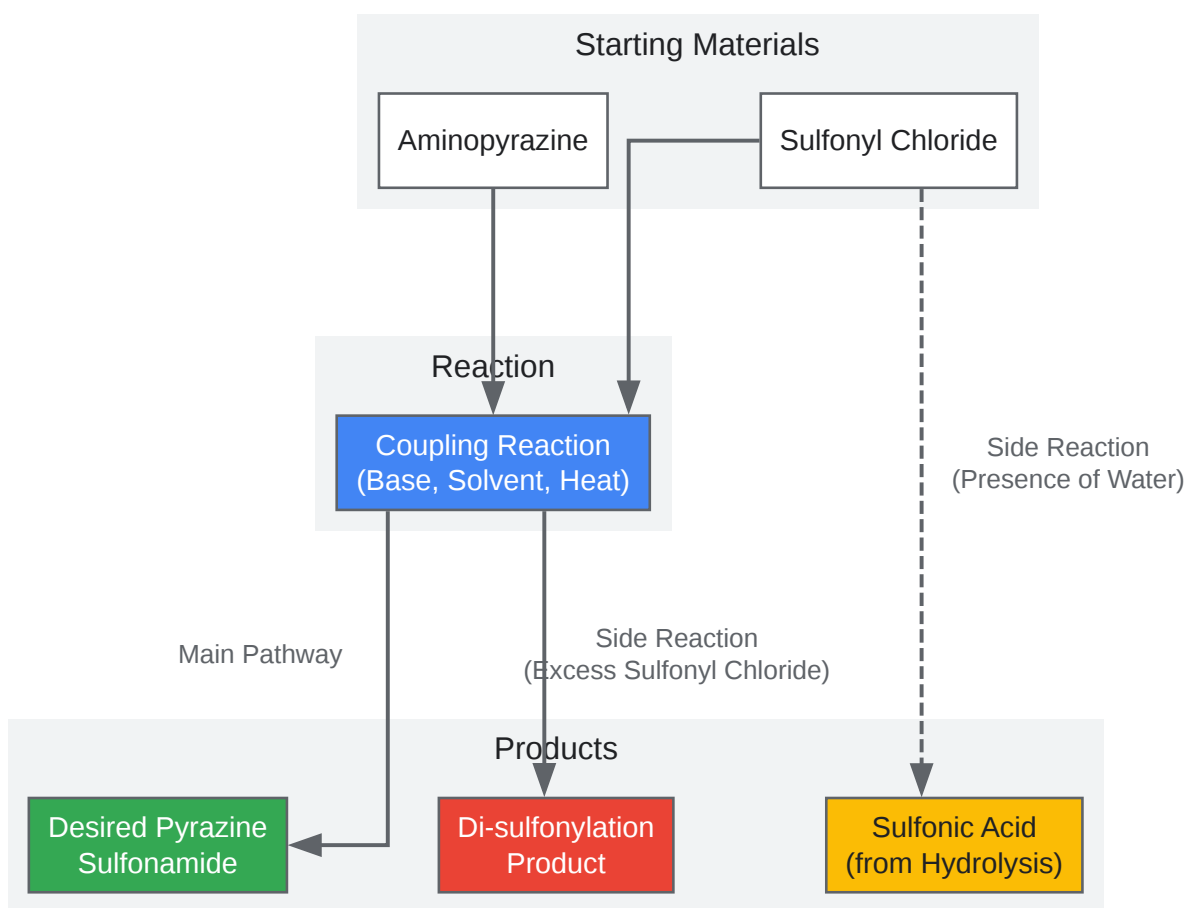 Starting Materials
Aminopyrazine
Sulfonyl Chloride
Reaction
Coupling Reaction
(Base, Solvent, Heat)
Side Reaction
(Presence of Water)
Main Pathway
Side Reaction
(Excess Sulfonyl Chloride)
Products
Desired Pyrazine
Sulfonamide
Di-sulfonylation
Product
Sulfonic Acid
(from Hydrolysis)